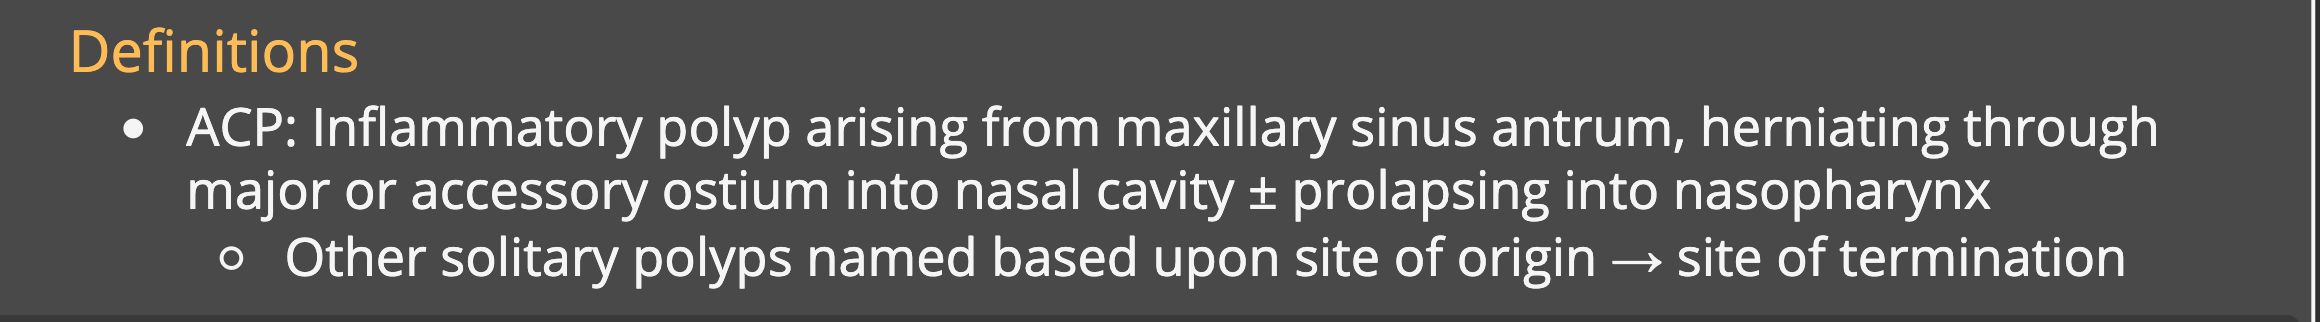 Definitions
• ACP: Inflammatory polyp arising from maxillary sinus antrum, herniating through
major or accessory ostium into nasal cavity ± prolapsing into nasopharynx
○ Other solitary polyps named based upon site of origin → site of termination